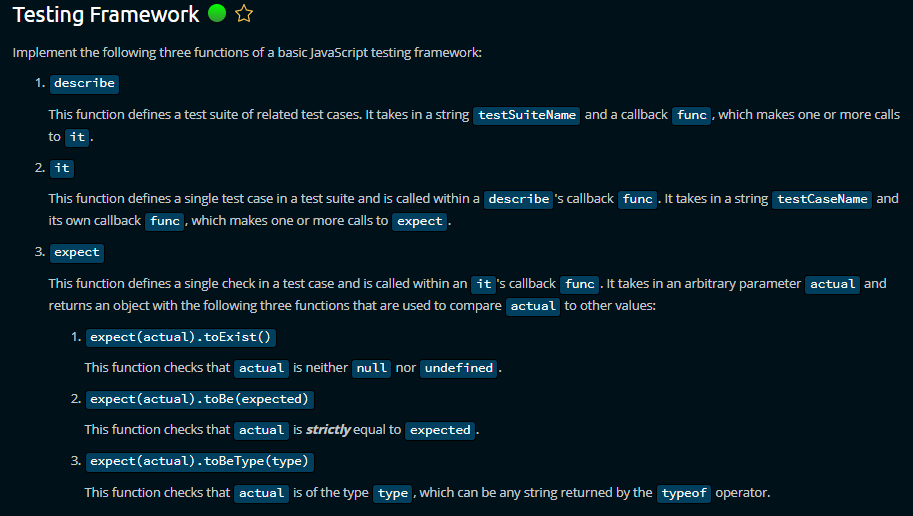 Testing Framework
Implement the following three functions of a basic JavaScript testing framework:
1. describe
This function defines a test suite of related test cases. It takes in a string testSuiteName and a callback func, which makes one or more calls
to it.
2. it
This function defines a single test case in a test suite and is called within a describe's callback func. It takes in a string testCaseName and
its own callback func, which makes one or more calls to expect.
3. expect
This function defines a single check in a test case and is called within an it's callback func. It takes in an arbitrary parameter actual and
returns an object with the following three functions that are used to compare actual to other values:
1. expect(actual).toExist()
This function checks that actual is neither null nor undefined.
2. expect(actual).toBe(expected)
This function checks that actual is strictly equal to expected.
3. expect(actual).toBeType(type)
This function checks that actual is of the type type, which can be any string returned by the typeof operator.